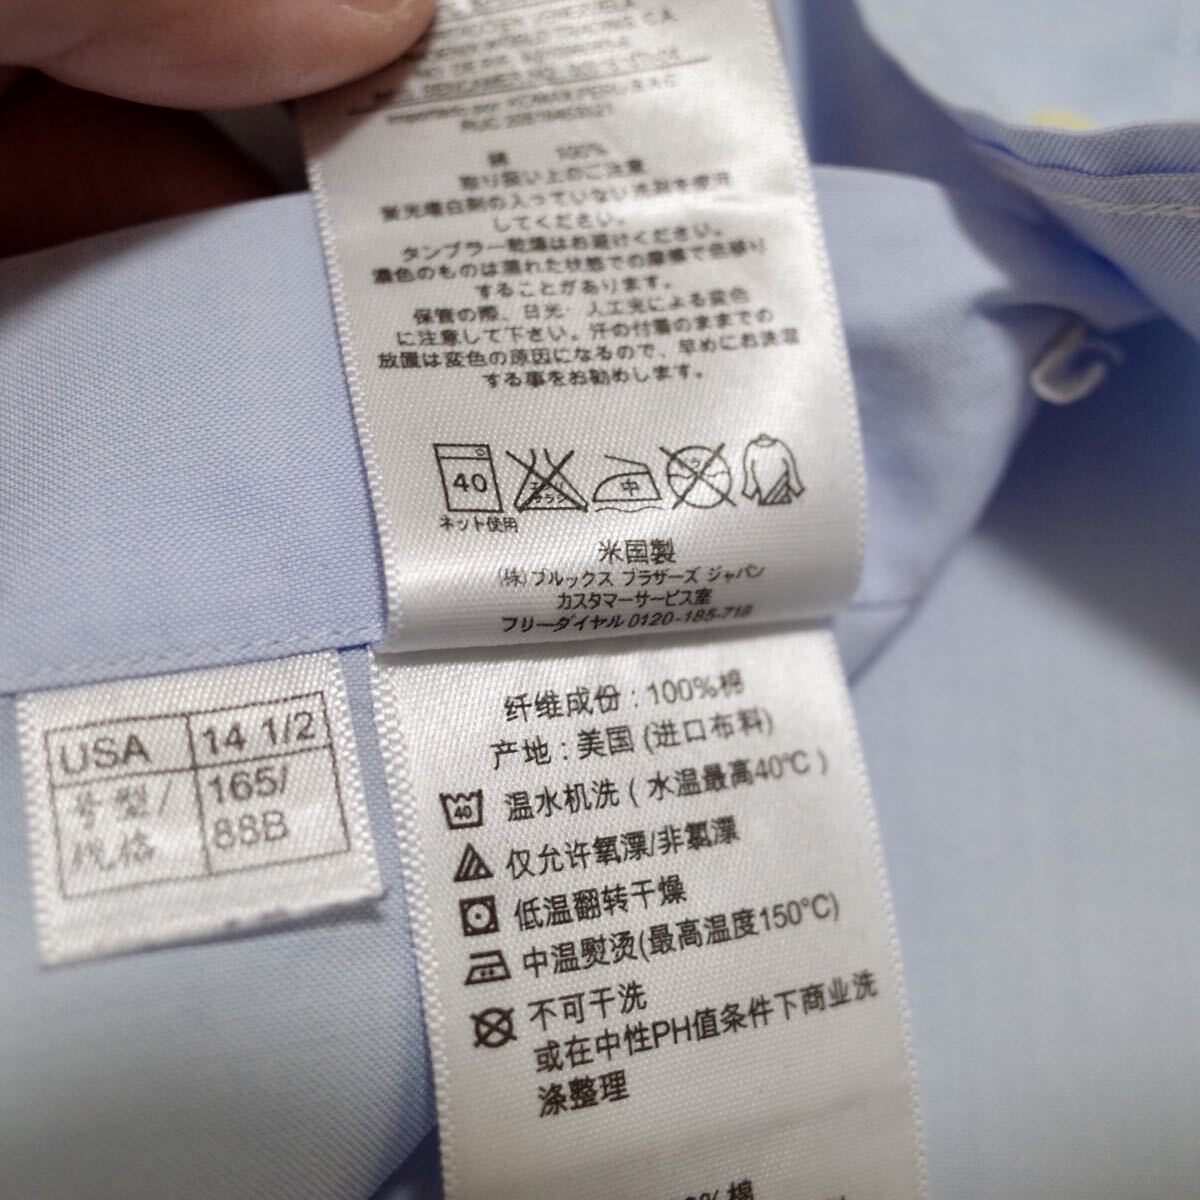 綿 100%
取り扱い上のご注意
蛍光増白剤の入っていない洗剤を使用
してください。
タンブラー乾燥はお避けください。
濃色のものは濡れた状態での摩擦で色移り
することがあります。
保管の際、日光・人工光による変色
に注意して下さい。汗の付着のままでの
放置は変色の原因になるので、早めにお洗濯
する事をお勧めします。
40 エンソ サラシ 中 ドライ
ネット使用
米国製
(株)ブルックス ブラザーズ ジャパン
カスタマーサービス室
フリーダイヤル 0120-185-718
USA 14 1/2
号型/规格 165/88B
纤维成份 : 100%棉
产地 : 美国 (进口布料)
40 温水机洗 ( 水温最高40℃ )
仅允许氧漂/非氯漂
低温翻转干燥
中温熨烫(最高温度150°C)
不可干洗
或在中性PH值条件下商业洗
涤整理
%棉